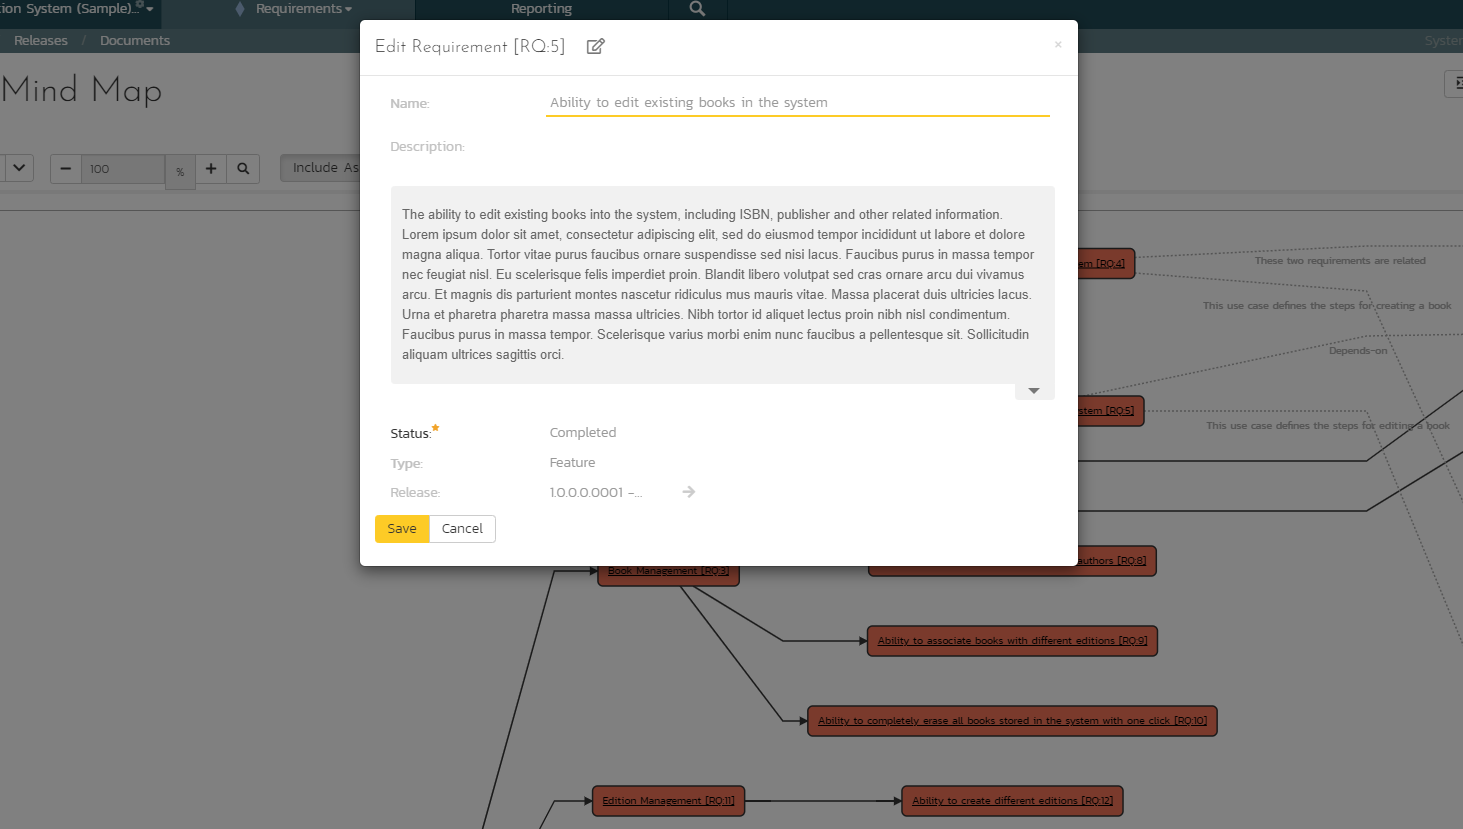 tion System (Sample)... Requirements Reporting
Releases / Documents System
Mind Map
100 % Include As
Edit Requirement [RQ:5] ×
Name: Ability to edit existing books in the system
Description:
The ability to edit existing books into the system, including ISBN, publisher and other related information.
Lorem ipsum dolor sit amet, consectetur adipiscing elit, sed do eiusmod tempor incididunt ut labore et dolore
magna aliqua. Tortor vitae purus faucibus ornare suspendisse sed nisi lacus. Faucibus purus in massa tempor
nec feugiat nisl. Eu scelerisque felis imperdiet proin. Blandit libero volutpat sed cras ornare arcu dui vivamus
arcu. Et magnis dis parturient montes nascetur ridiculus mus mauris vitae. Massa placerat duis ultricies lacus.
Urna et pharetra pharetra massa massa ultricies. Nibh tortor id aliquet lectus proin nibh nisl condimentum.
Faucibus purus in massa tempor. Scelerisque varius morbi enim nunc faucibus a pellentesque sit. Sollicitudin
aliquam ultrices sagittis orci.
Status: Completed
Type: Feature
Release: 1.0.0.0.0001 -...
Save Cancel
em [RQ:4]
These two requirements are related
This use case defines the steps for creating a book
Depends-on
stem [RQ:5]
This use case defines the steps for editing a book
authors [RQ:8]
Book Management [RQ:3]
Ability to associate books with different editions [RQ:9]
Ability to completely erase all books stored in the system with one click [RQ:10]
Edition Management [RQ:11]
Ability to create different editions [RQ:12]